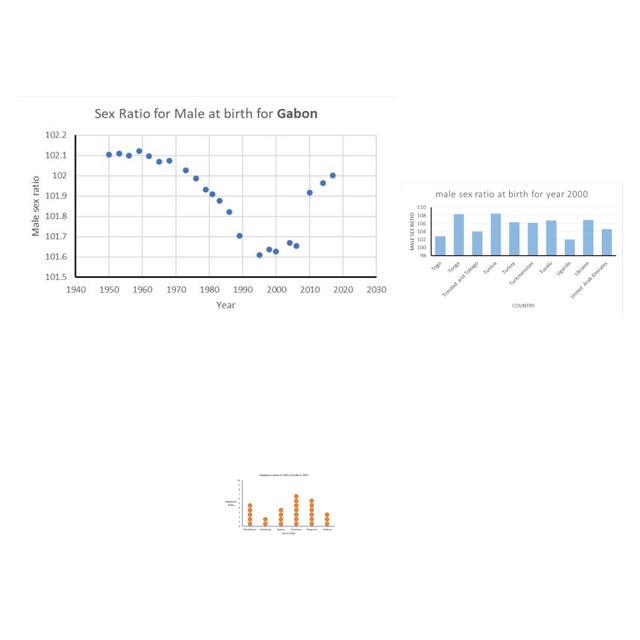 Sex Ratio for Male at birth for Gabon
102.2
102.1
102
101.9
101.8
101.7
101.6
101.5
Male sex ratio
1940 1950 1960 1970 1980 1990 2000 2010 2020 2030
Year
male sex ratio at birth for year 2000
110
108
106
104
102
100
98
MALE SEX RATIO
Togo Tonga Trinidad and Tobago Tunisia Turkey Turkmenistan Tuvalu Uganda Ukraine United Arab Emirates
COUNTRY